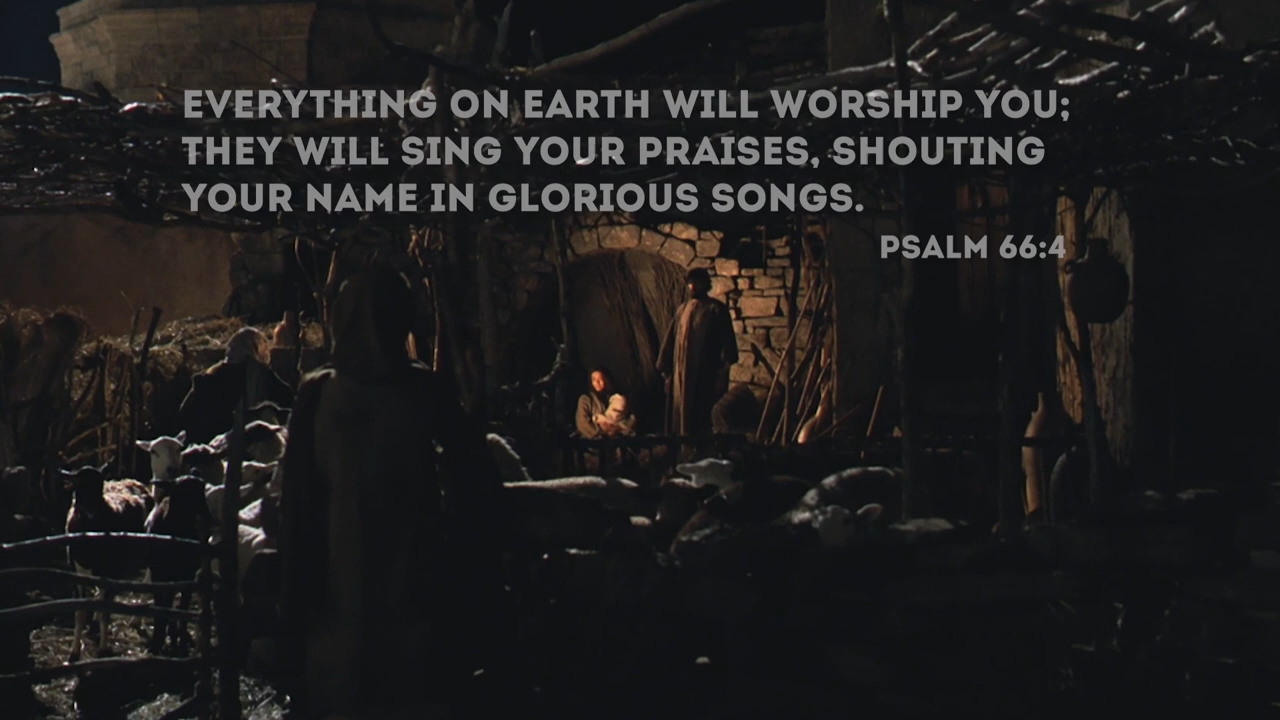 EVERYTHING ON EARTH WILL WORSHIP YOU;
THEY WILL SING YOUR PRAISES, SHOUTING
YOUR NAME IN GLORIOUS SONGS.
PSALM 66:4